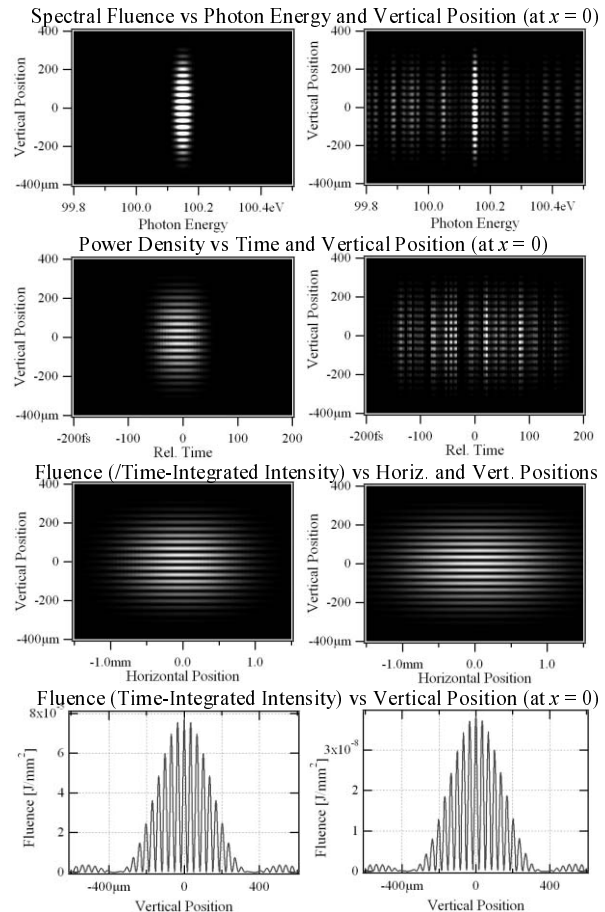 Spectral Fluence vs Photon Energy and Vertical Position (at x = 0)
400
200
0
-200
-400µm
Vertical Position
99.8 100.0 100.2 100.4eV
Photon Energy
400
200
0
-200
-400µm
Vertical Position
99.8 100.0 100.2 100.4eV
Photon Energy
Power Density vs Time and Vertical Position (at x = 0)
400
200
0
-200
-400µm
Vertical Position
-200fs -100 0 100 200
Rel. Time
400
200
0
-200
-400µm
Vertical Position
-200fs -100 0 100 200
Rel. Time
Fluence (/Time-Integrated Intensity) vs Horiz. and Vert. Positions
400
200
0
-200
-400µm
Vertical Position
-1.0mm 0.0 1.0
Horizontal Position
400
200
0
-200
-400µm
Vertical Position
-1.0mm 0.0 1.0
Horizontal Position
Fluence (Time-Integrated Intensity) vs Vertical Position (at x = 0)
6
4
2
0
Fluence [J/mm²]
-400µm 0 400
Vertical Position
3x10⁻⁸
2
1
0
Fluence [J/mm²]
-400µm 0 400
Vertical Position